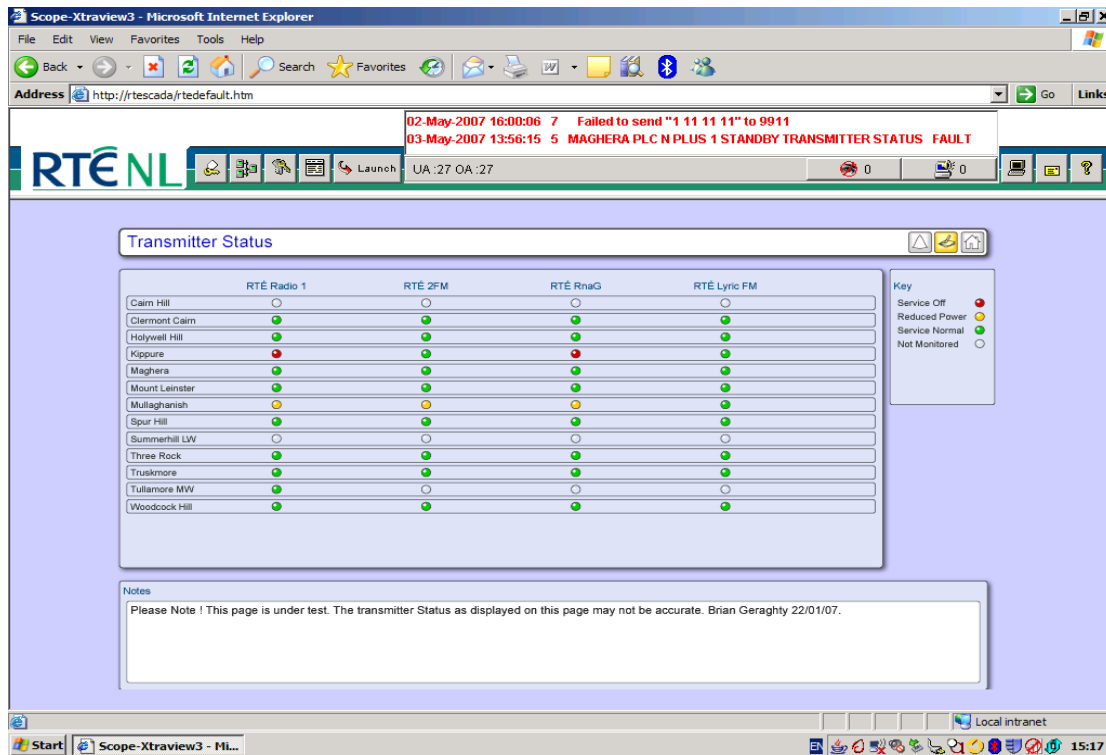 Scope-Xtraview3 - Microsoft Internet Explorer
File Edit View Favorites Tools Help
Back Search Favorites
Address http://rtescada/rtedefault.htm Go Links
02-May-2007 16:00:06 7 Failed to send "1 11 11 11" to 9911
03-May-2007 13:56:15 5 MAGHERA PLC N PLUS 1 STANDBY TRANSMITTER STATUS FAULT
RTÉ NL Launch UA :27 OA :27 0 0
Transmitter Status
RTÉ Radio 1 RTÉ 2FM RTÉ RnaG RTÉ Lyric FM
Cairn Hill
Clermont Cairn
Holywell Hill
Kippure
Maghera
Mount Leinster
Mullaghanish
Spur Hill
Summerhill LW
Three Rock
Truskmore
Tullamore MW
Woodcock Hill
Key
Service Off
Reduced Power
Service Normal
Not Monitored
Notes
Please Note ! This page is under test. The transmitter Status as displayed on this page may not be accurate. Brian Geraghty 22/01/07.
Local intranet
Start Scope-Xtraview3 - Mi... EN 15:17